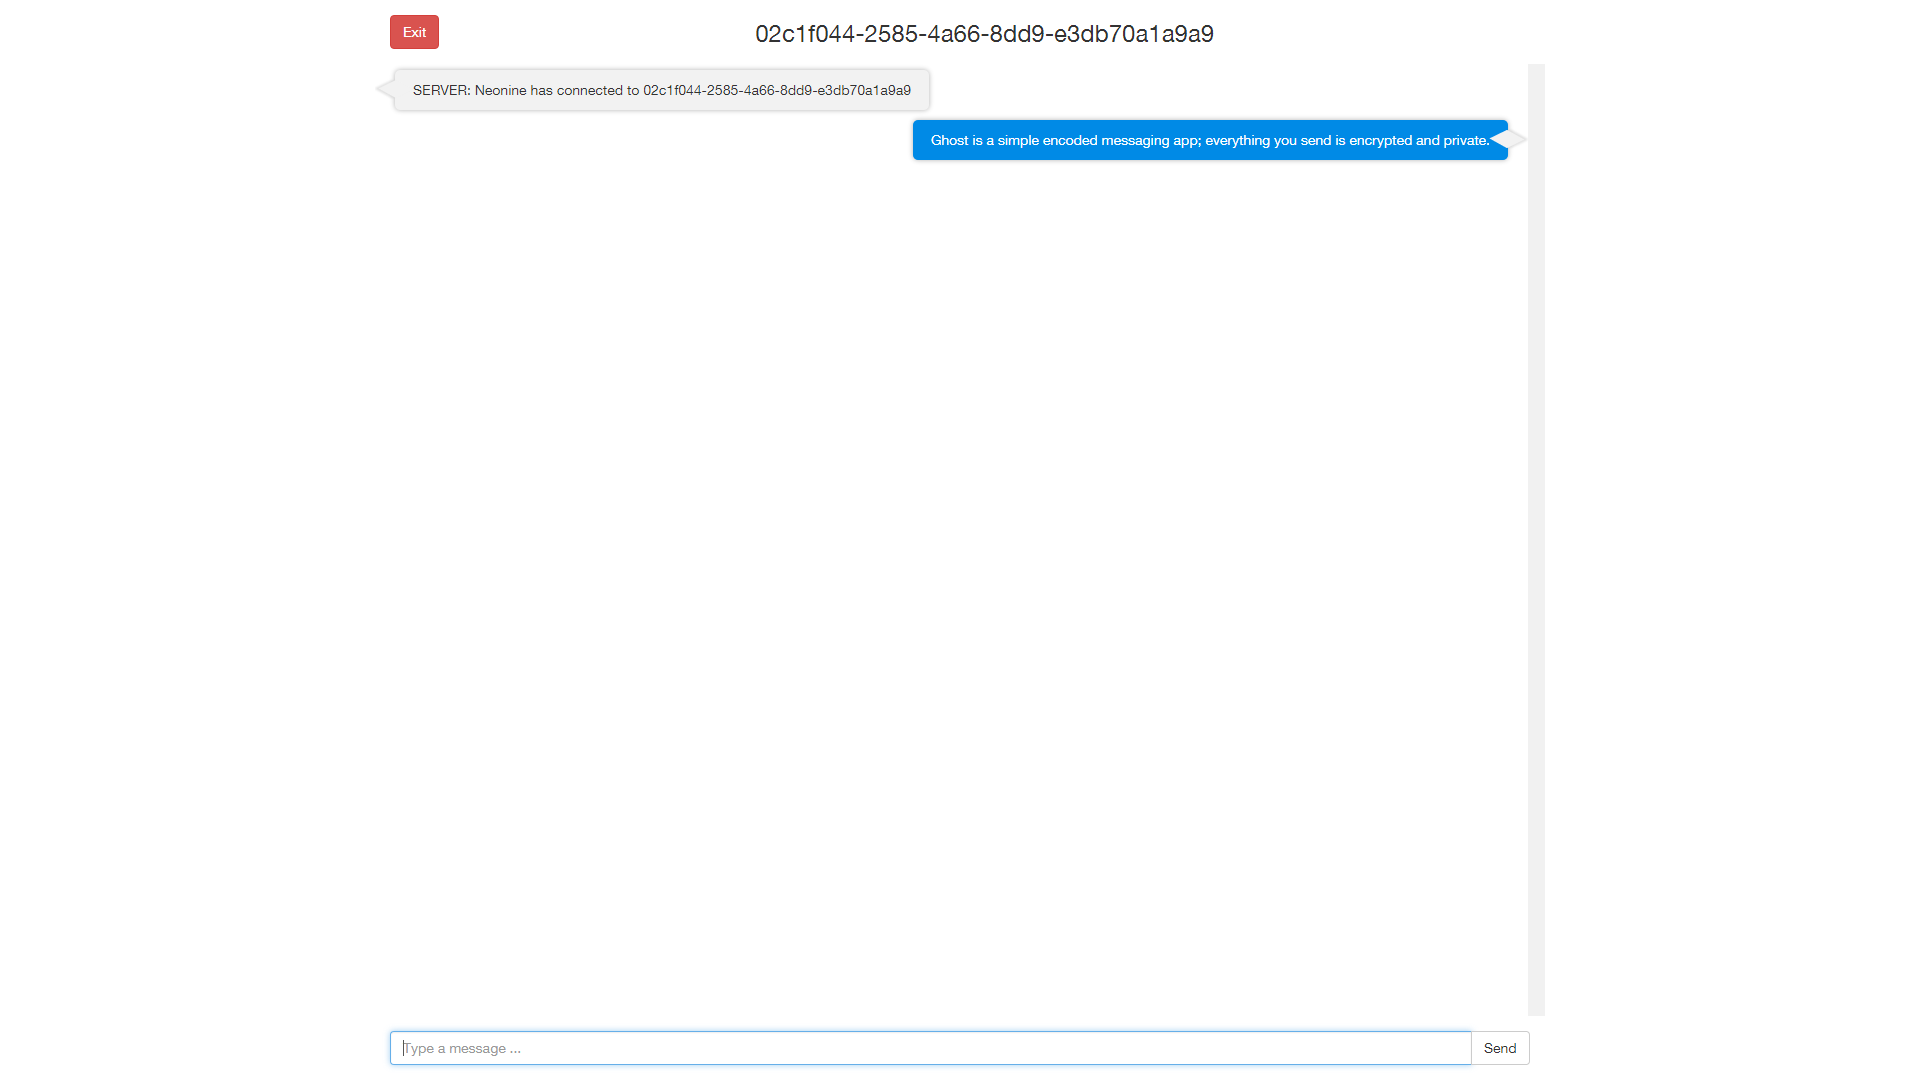 Exit
02c1f044-2585-4a66-8dd9-e3db70a1a9a9
SERVER: Neonine has connected to 02c1f044-2585-4a66-8dd9-e3db70a1a9a9
Ghost is a simple encoded messaging app; everything you send is encrypted and private.
Type a message ...
Send